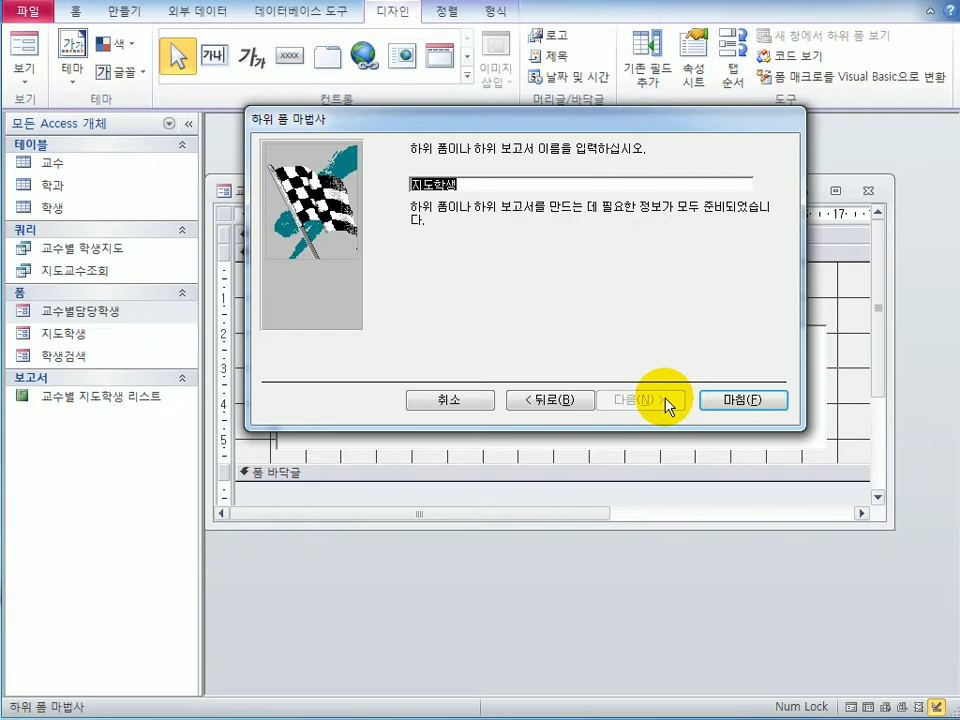 파일 홈 만들기 외부 데이터 데이터베이스 도구 디자인 정렬 형식
보기
보기
테마
색
가 글꼴
테마
가나
가가
XXXX
컨트롤
이미지
삽입
로고
제목
날짜 및 시간
머리글/바닥글
기존 필드
추가
속성
시트
탭
순서
새 창에서 하위 폼 보기
코드 보기
폼 매크로를 Visual Basic으로 변환
도구
모든 Access 개체
테이블
교수
학과
학생
쿼리
교수별 학생지도
지도교수조회
폼
교수별담당학생
지도학생
학생검색
보고서
교수별 지도학생 리스트
하위 폼 마법사
하위 폼이나 하위 보고서 이름을 입력하십시오.
지도학생
하위 폼이나 하위 보고서를 만드는 데 필요한 정보가 모두 준비되었습니
다.
취소
< 뒤로(B)
다음(N) >
마침(F)
17
1
2
3
4
5
폼 바닥글
하위 폼 마법사
Num Lock